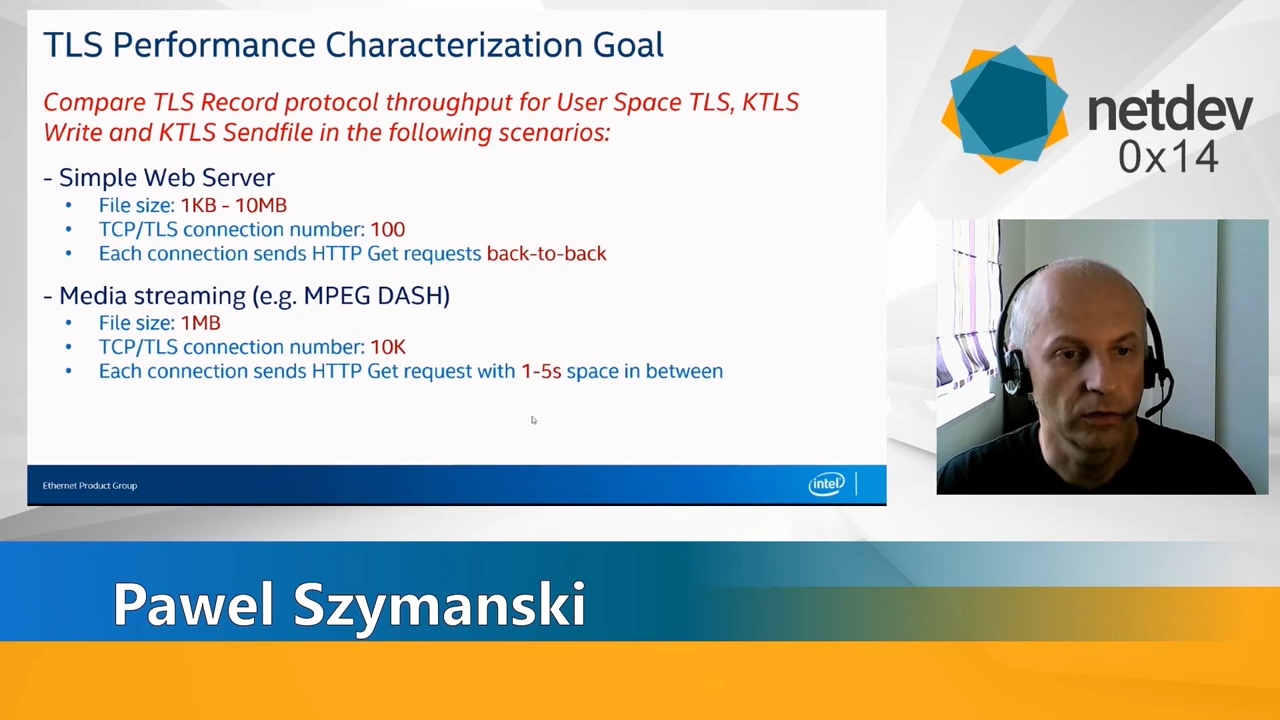 TLS Performance Characterization Goal
Compare TLS Record protocol throughput for User Space TLS, KTLS
Write and KTLS Sendfile in the following scenarios:
- Simple Web Server
• File size: 1KB - 10MB
• TCP/TLS connection number: 100
• Each connection sends HTTP Get requests back-to-back
- Media streaming (e.g. MPEG DASH)
• File size: 1MB
• TCP/TLS connection number: 10K
• Each connection sends HTTP Get request with 1-5s space in between
Ethernet Product Group
intel
netdev
0x14
Pawel Szymanski